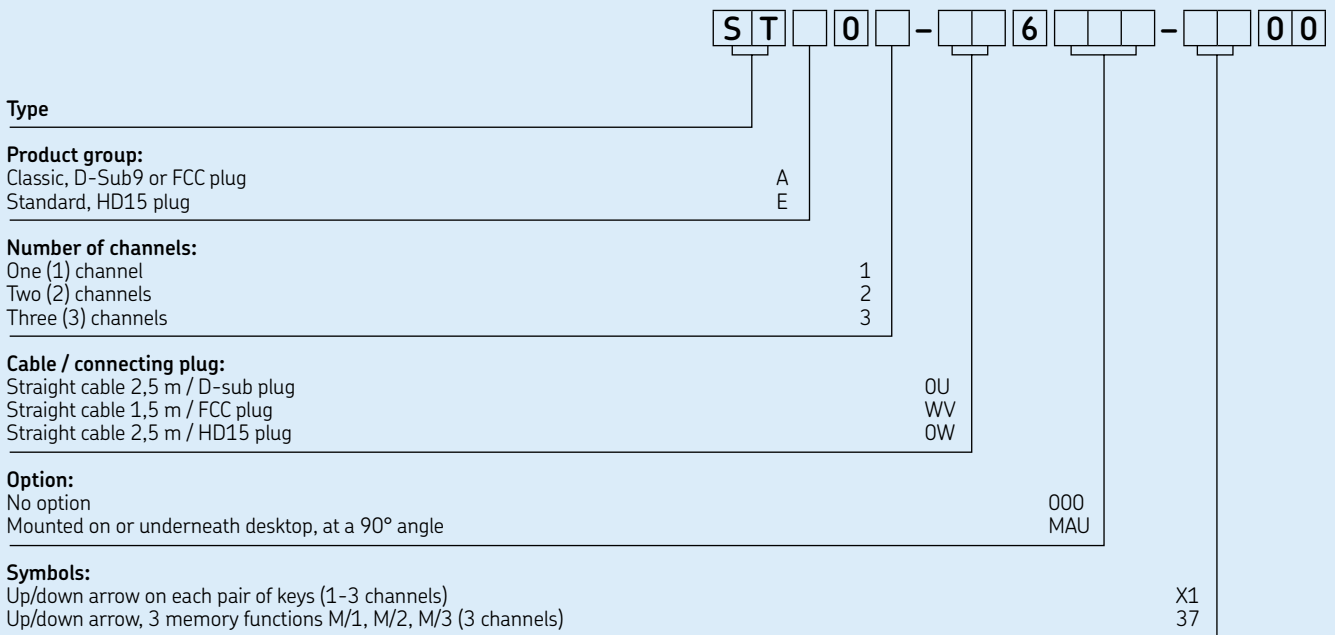 ST 0 - 6 - 00
Type
Product group:
Classic, D-Sub9 or FCC plug A
Standard, HD15 plug E
Number of channels:
One (1) channel 1
Two (2) channels 2
Three (3) channels 3
Cable / connecting plug:
Straight cable 2,5 m / D-sub plug 0U
Straight cable 1,5 m / FCC plug WV
Straight cable 2,5 m / HD15 plug 0W
Option:
No option 000
Mounted on or underneath desktop, at a 90° angle MAU
Symbols:
Up/down arrow on each pair of keys (1-3 channels) X1
Up/down arrow, 3 memory functions M/1, M/2, M/3 (3 channels) 37